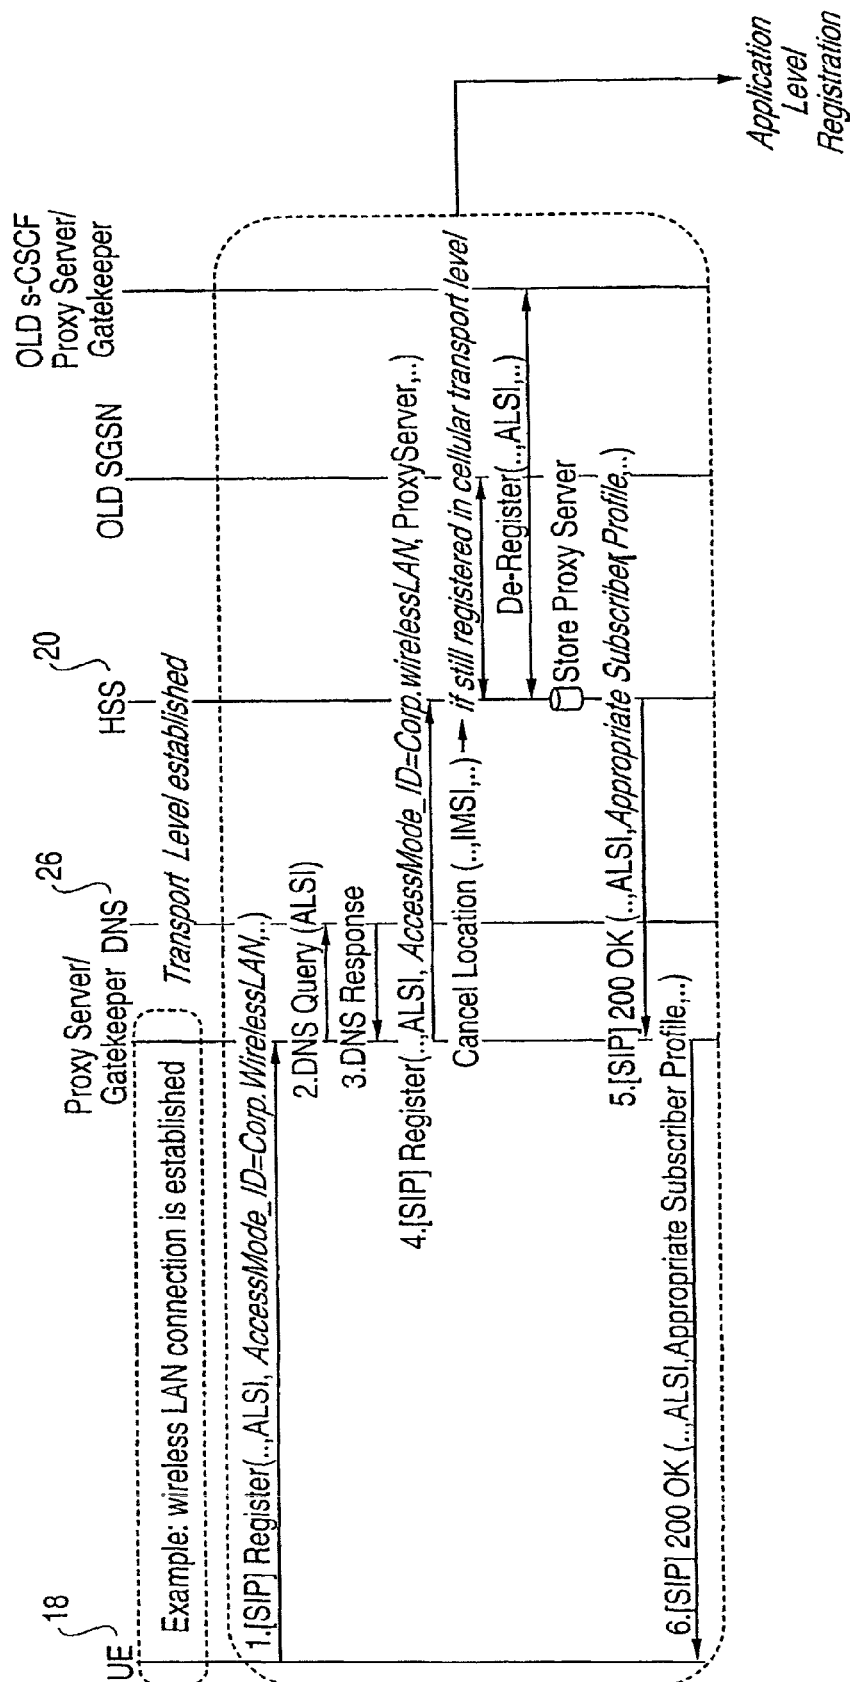 UE
18
Proxy Server/
Gatekeeper
DNS
26
HSS
20
OLD SGSN
OLD s-CSCF
Proxy Server/
Gatekeeper
Example: wireless LAN connection is established
Transport Level established
1.[SIP] Register(...,ALSI, AccessMode_ID=Corp.WirelessLAN,..)
2.DNS Query (ALSI)
3.DNS Response
4.[SIP] Register(...,ALSI, AccessMode_ID=Corp.wirelessLAN, ProxyServer,..)
Cancel Location (..,IMSI,..)
if still registered in cellular transport level
De-Register(...,ALSI,..)
Store Proxy Server
5.[SIP] 200 OK (..,ALSI,Appropriate Subscriber Profile,..)
6.[SIP] 200 OK (..,ALSI,Appropriate Subscriber Profile,..)
Application
Level
Registration